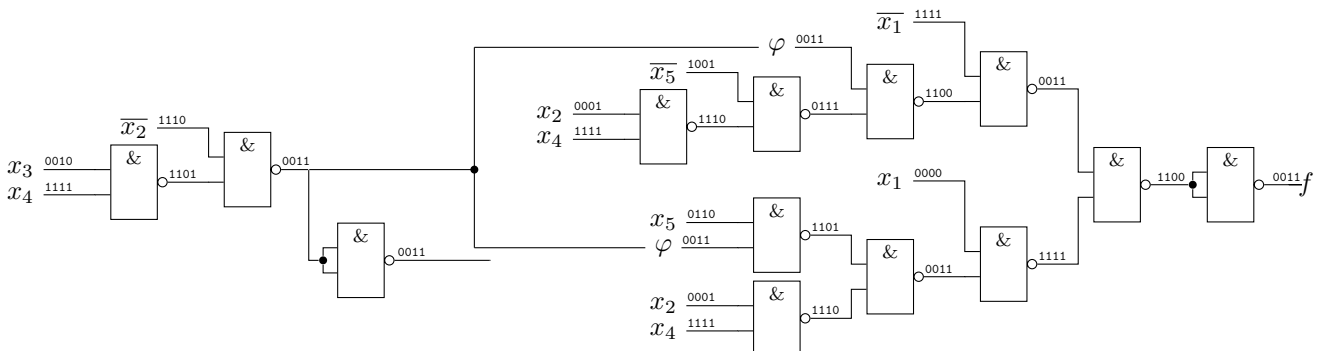 x̅₁ 1111
φ 0011
&
x̅₅ 1001
& 0011
&
&
x₂ 0001
& 1100
x̅₂ 1110
0111
x₄ 1111
1110
&
&
&
&
x₃ 0010
0011
x₁ 0000
1100
0011 f
x₄ 1111
1101
x₅ 0110
&
&
1101
&
φ 0011
&
0011
1111
0011
x₂ 0001
&
x₄ 1111
1110